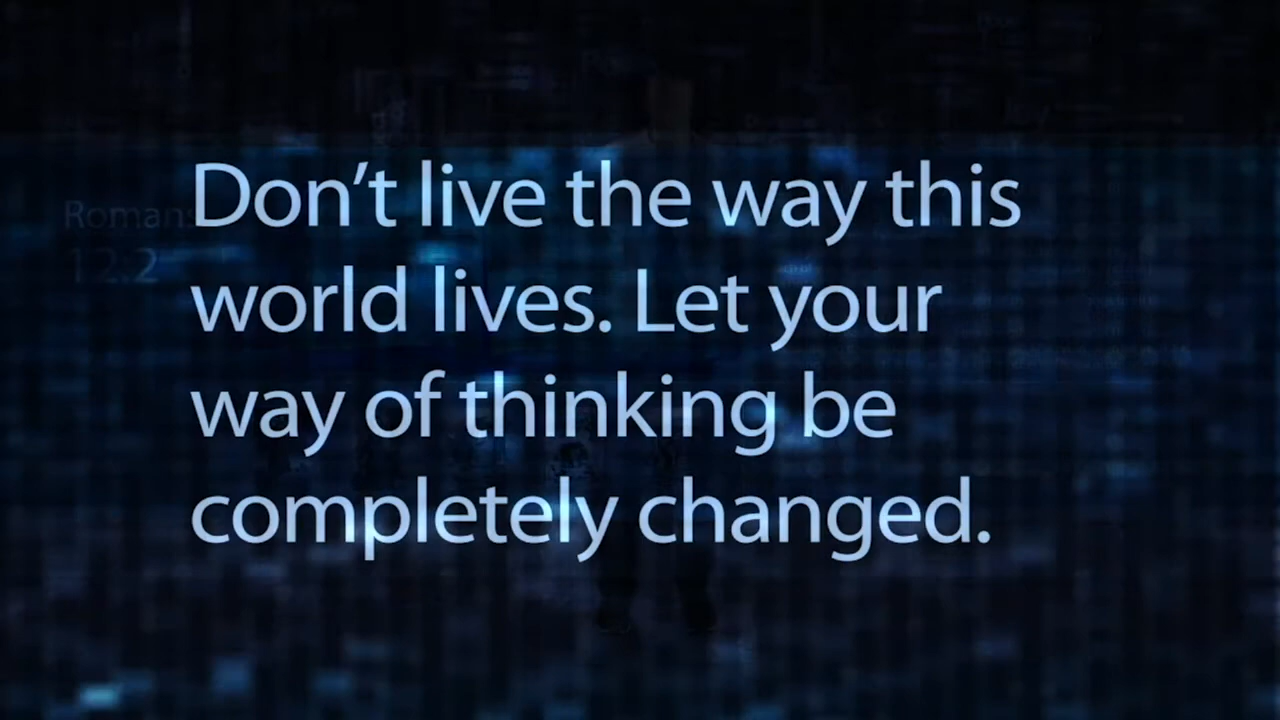 Don’t live the way this
world lives. Let your
way of thinking be
completely changed.
Romans
12:2